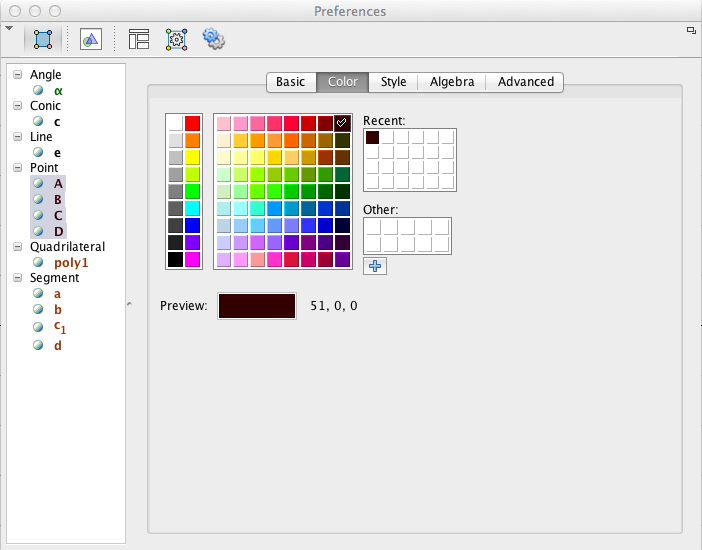 Preferences
Basic Color Style Algebra Advanced
Angle
α
Conic
c
Line
e
Point
A
B
C
D
Quadrilateral
poly1
Segment
a
b
c1
d
Recent:
Other:
Preview: 51, 0, 0